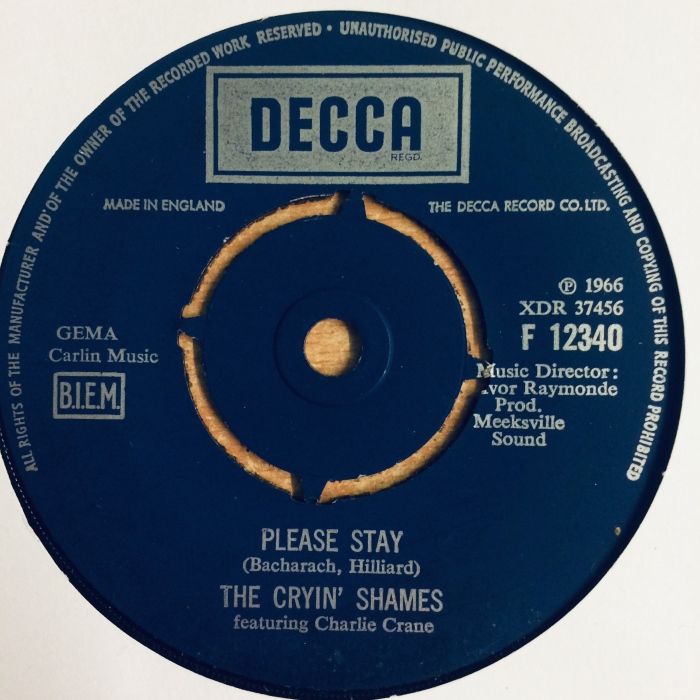 ALL RIGHTS OF THE MANUFACTURER AND OF THE OWNER OF THE RECORDED WORK RESERVED • UNAUTHORISED PUBLIC PERFORMANCE BROADCASTING AND COPYING OF THIS RECORD PROHIBITED
DECCA
REGD.
MADE IN ENGLAND
THE DECCA RECORD CO. LTD.
GEMA
Carlin Music
B.I.E.M.
℗ 1966
XDR 37456
F 12340
Music Director:
Ivor Raymonde
Prod.
Meeksville
Sound
PLEASE STAY
(Bacharach, Hilliard)
THE CRYIN' SHAMES
featuring Charlie Crane